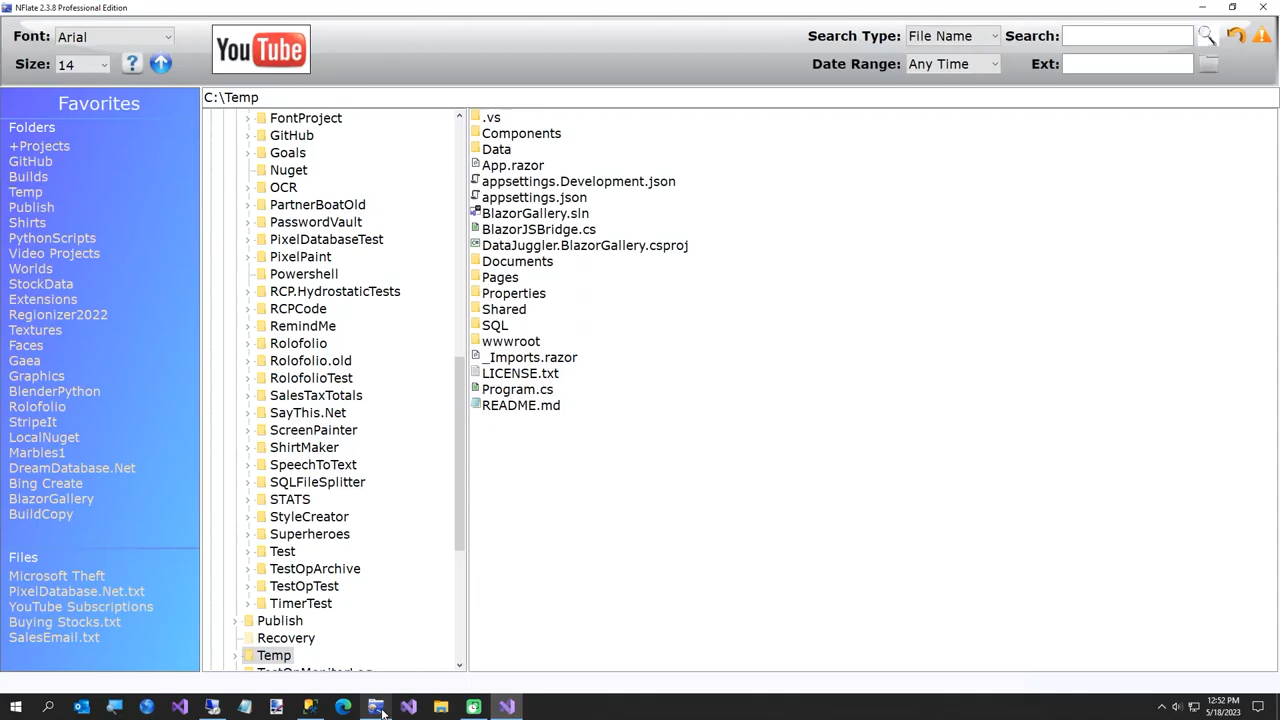 NFlate 2.3.8 Professional Edition
Font: Arial
Size: 14
?
YouTube
Search Type: File Name
Search:
Date Range: Any Time
Ext:
Favorites
Folders
+Projects
GitHub
Builds
Temp
Publish
Shirts
PythonScripts
Video Projects
Worlds
StockData
Extensions
Regionizer2022
Textures
Faces
Gaea
Graphics
BlenderPython
Rolofolio
StripeIt
LocalNuget
Marbles1
DreamDatabase.Net
Bing Create
BlazorGallery
BuildCopy
Files
Microsoft Theft
PixelDatabase.Net.txt
YouTube Subscriptions
Buying Stocks.txt
SalesEmail.txt
C:\Temp
FontProject
GitHub
Goals
Nuget
OCR
PartnerBoatOld
PasswordVault
PixelDatabaseTest
PixelPaint
Powershell
RCP.HydrostaticTests
RCPCode
RemindMe
Rolofolio
Rolofolio.old
RolofolioTest
SalesTaxTotals
SayThis.Net
ScreenPainter
ShirtMaker
SpeechToText
SQLFileSplitter
STATS
StyleCreator
Superheroes
Test
TestOpArchive
TestOpTest
TimerTest
Publish
Recovery
Temp
TestOpMonitorLog
.vs
Components
Data
App.razor
appsettings.Development.json
appsettings.json
BlazorGallery.sln
BlazorJSBridge.cs
DataJuggler.BlazorGallery.csproj
Documents
Pages
Properties
Shared
SQL
wwwroot
_Imports.razor
LICENSE.txt
Program.cs
README.md
12:52 PM
5/18/2023